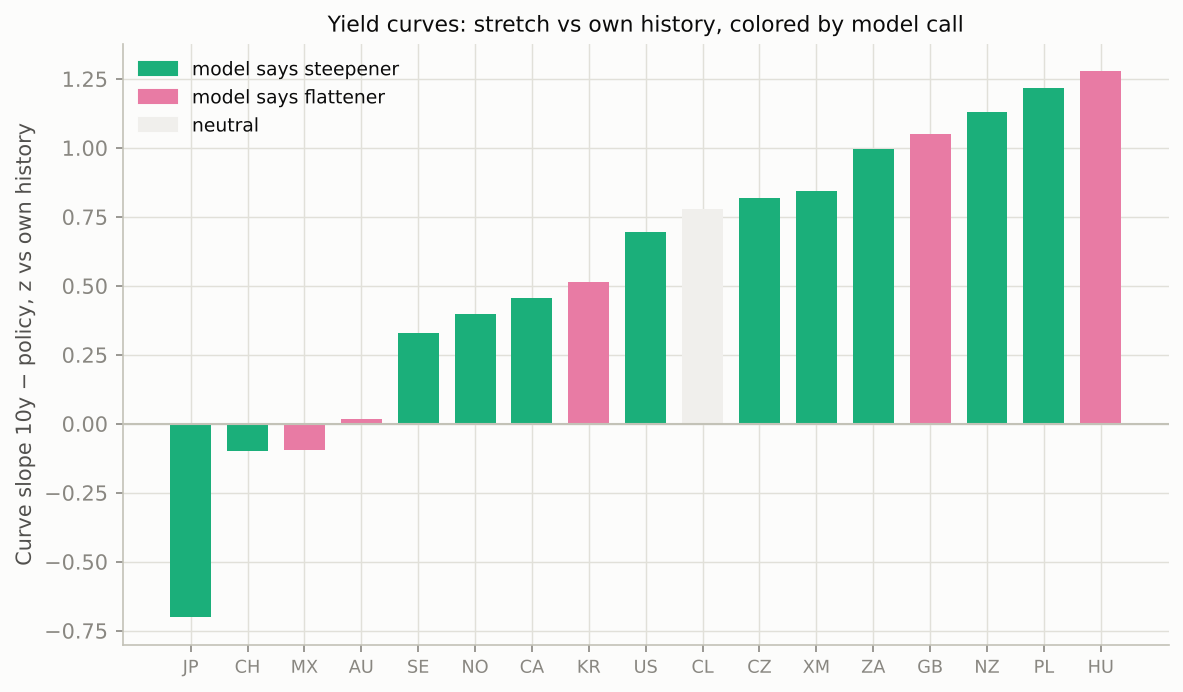 Yield curves: stretch vs own history, colored by model call
model says steepener
model says flattener
neutral
Curve slope 10y − policy, z vs own history
1.25
1.00
0.75
0.50
0.25
0.00
−0.25
−0.50
−0.75
JP CH MX AU SE NO CA KR US CL CZ XM ZA GB NZ PL HU